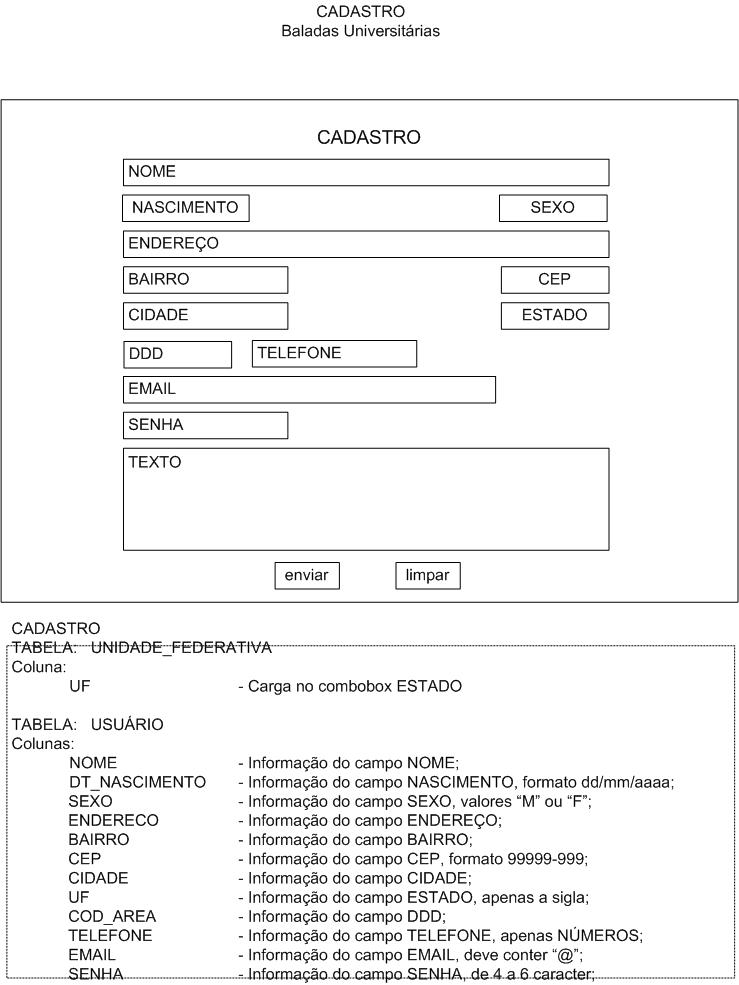 CADASTRO
Baladas Universitárias
CADASTRO
NOME
NASCIMENTO SEXO
ENDEREÇO
BAIRRO CEP
CIDADE ESTADO
DDD TELEFONE
EMAIL
SENHA
TEXTO
enviar limpar
CADASTRO
TABELA: UNIDADE_FEDERATIVA
Coluna:
UF - Carga no combobox ESTADO
TABELA: USUÁRIO
Colunas:
NOME - Informação do campo NOME;
DT_NASCIMENTO - Informação do campo NASCIMENTO, formato dd/mm/aaaa;
SEXO - Informação do campo SEXO, valores “M” ou “F”;
ENDERECO - Informação do campo ENDEREÇO;
BAIRRO - Informação do campo BAIRRO;
CEP - Informação do campo CEP, formato 99999-999;
CIDADE - Informação do campo CIDADE;
UF - Informação do campo ESTADO, apenas a sigla;
COD_AREA - Informação do campo DDD;
TELEFONE - Informação do campo TELEFONE, apenas NÚMEROS;
EMAIL - Informação do campo EMAIL, deve conter “@”;
SENHA - Informação do campo SENHA, de 4 a 6 caracter;